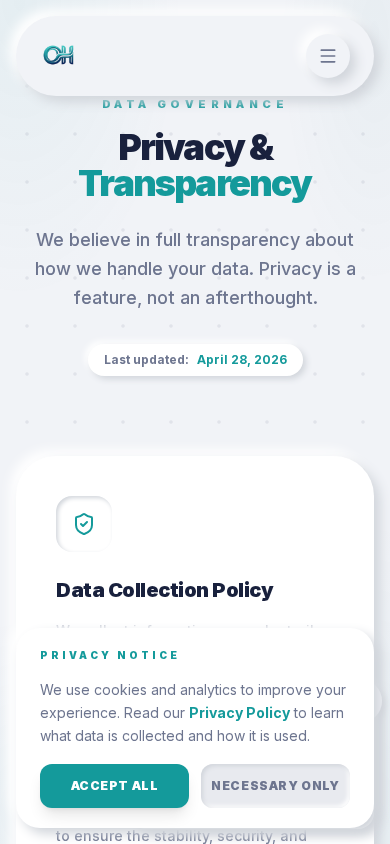 OH
DATA GOVERNANCE
Privacy &
Transparency
We believe in full transparency about
how we handle your data. Privacy is a
feature, not an afterthought.
Last updated: April 28, 2026
Data Collection Policy
PRIVACY NOTICE
We use cookies and analytics to improve your
experience. Read our Privacy Policy to learn
what data is collected and how it is used.
ACCEPT ALL
NECESSARY ONLY
to ensure the stability, security, and